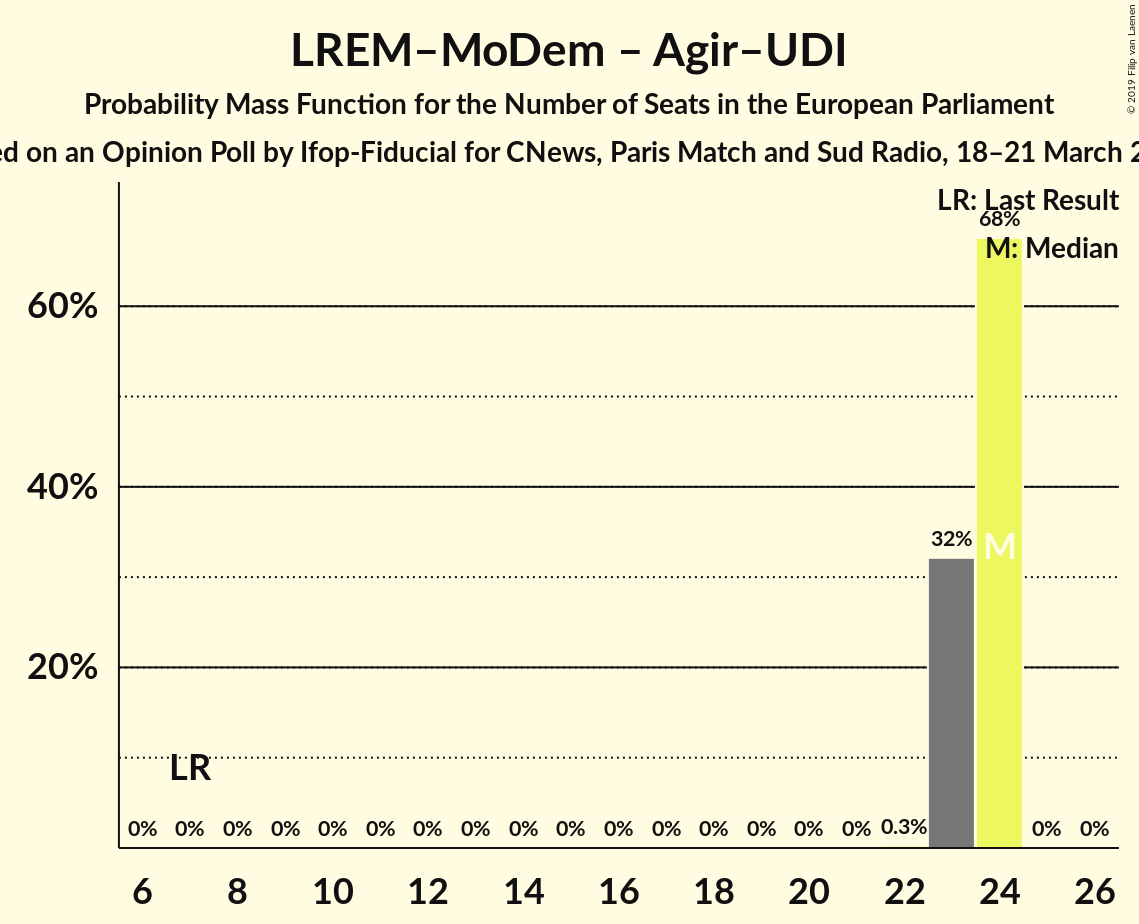 LREM–MoDem – Agir–UDI
Probability Mass Function for the Number of Seats in the European Parliament
on an Opinion Poll by Ifop-Fiducial for CNews, Paris Match and Sud Radio, 18–21 March
© 2019 Filip van Laenen
LR: Last Result
68%
M: Median
60%
32% M
40%
20%
LR
0% 0% 0% 0% 0% 0% 0% 0% 0% 0% 0% 0% 0% 0% 0% 0% 0.3% 0% 0%
6 8 10 12 14 16 18 20 22 24 26